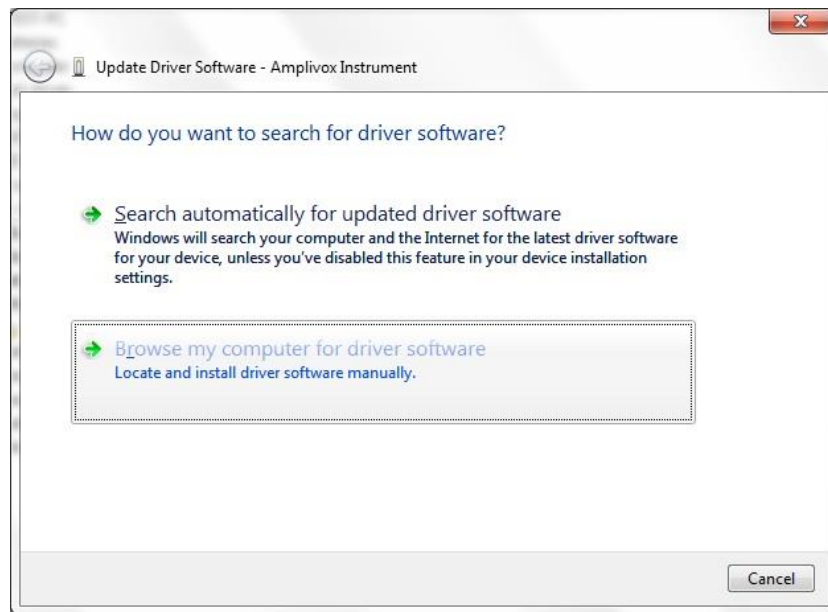 Update Driver Software - Amplivox Instrument
How do you want to search for driver software?
Search automatically for updated driver software
Windows will search your computer and the Internet for the latest driver software
for your device, unless you've disabled this feature in your device installation
settings.
Browse my computer for driver software
Locate and install driver software manually.
Cancel